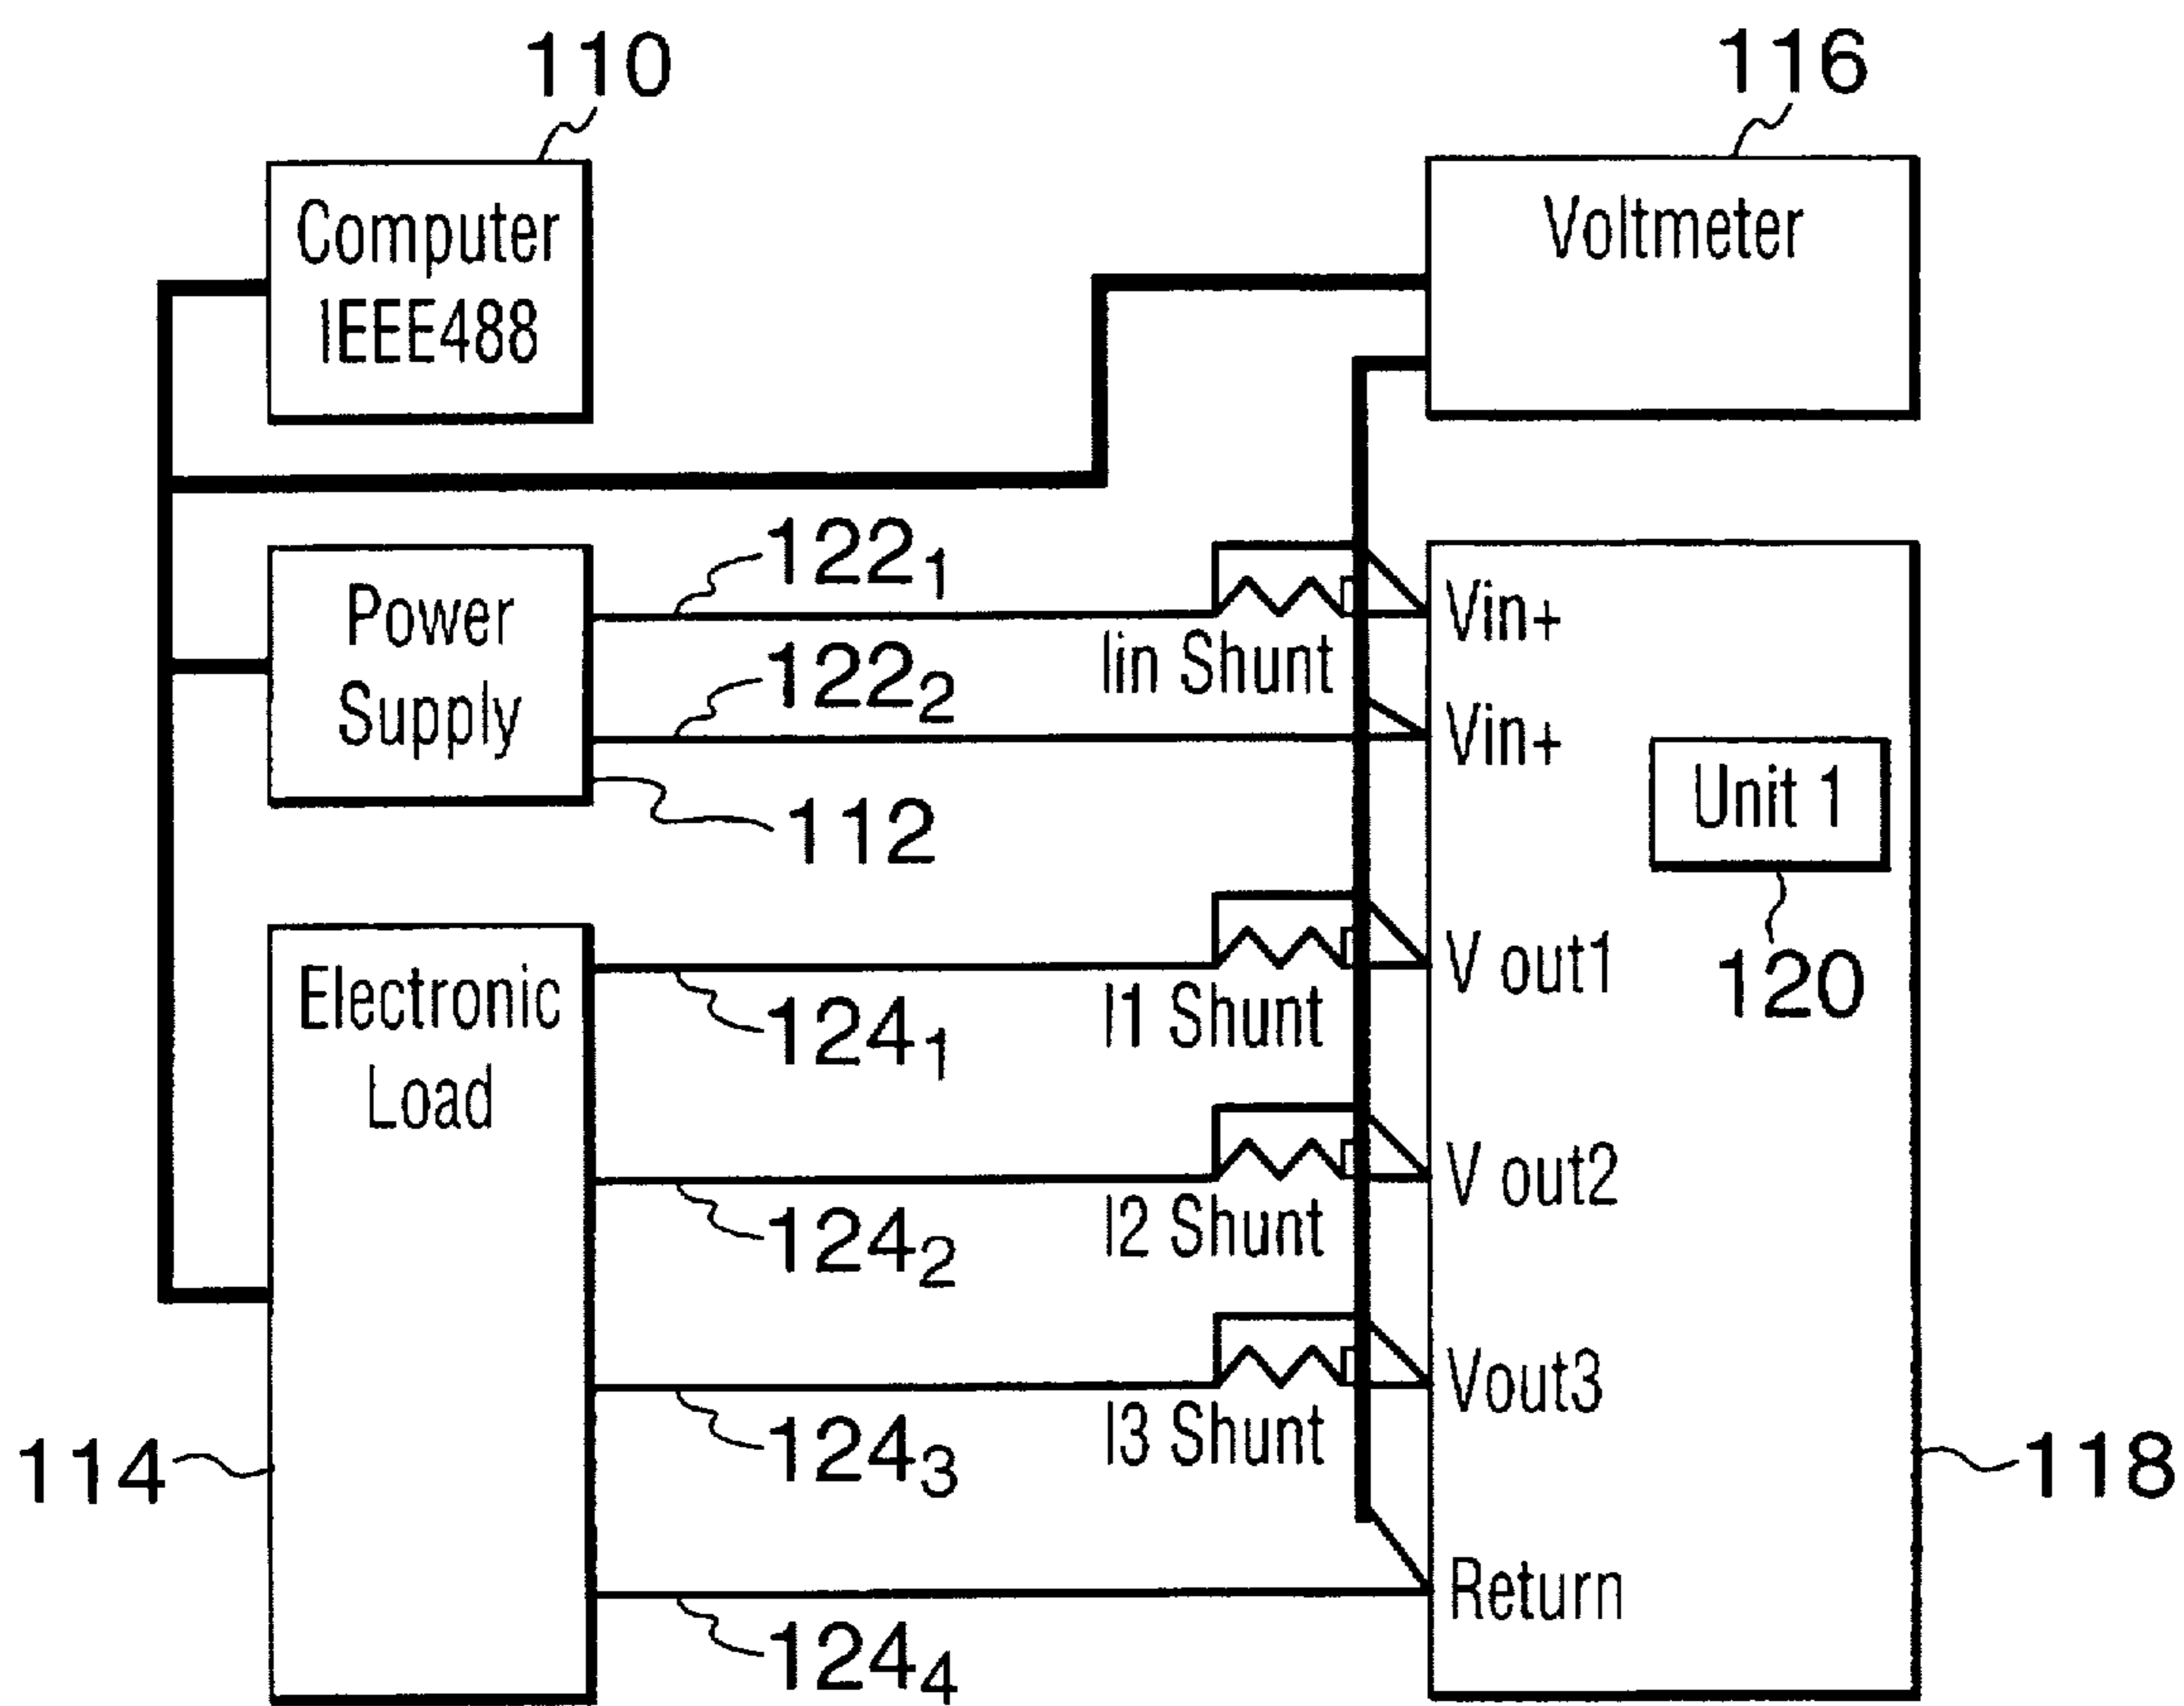 110
116
Computer
IEEE488
Voltmeter
122₁
Power
Supply
Iin Shunt
Vin+
122₂
Vin+
112
Unit 1
120
Electronic
Load
124₁
I1 Shunt
V out1
124₂
I2 Shunt
V out2
124₃
I3 Shunt
Vout3
114
118
124₄
Return